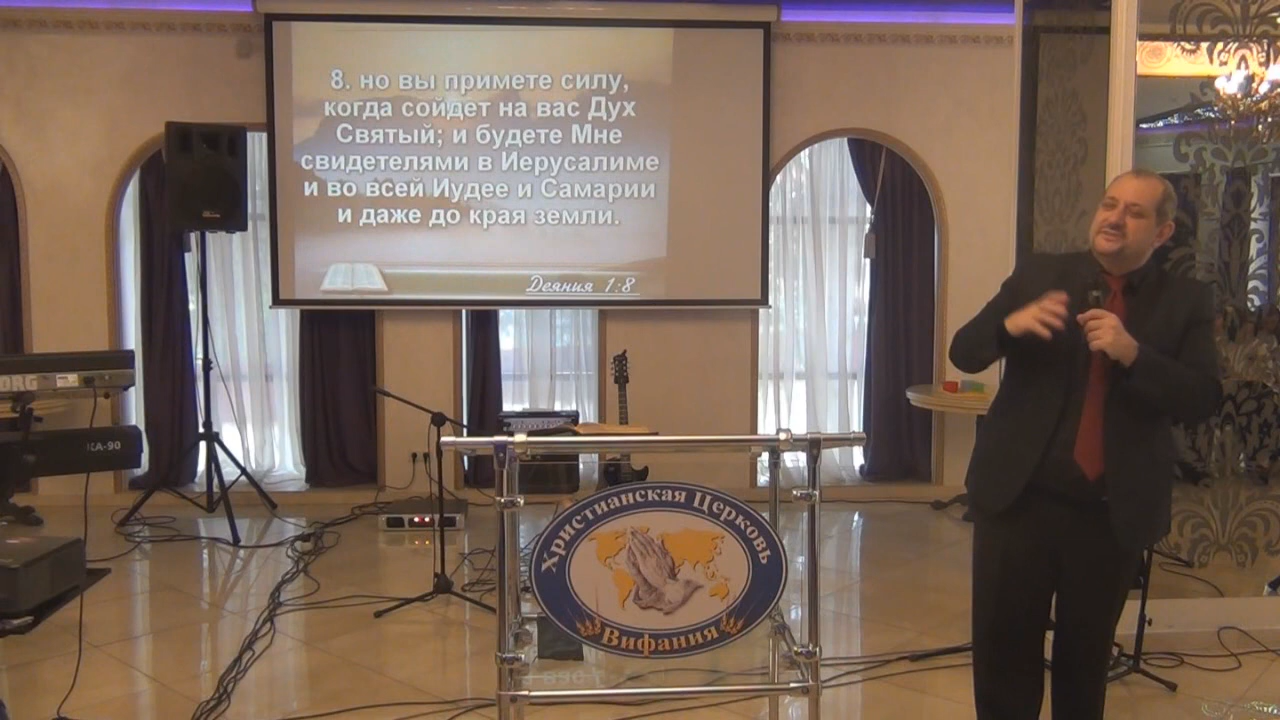 8. но вы примете силу,
когда сойдет на вас Дух
Святый; и будете Мне
свидетелями в Иерусалиме
и во всей Иудее и Самарии
и даже до края земли.
Деяния 1:8
KORG
KA-90
Христианская Церковь
Вифания